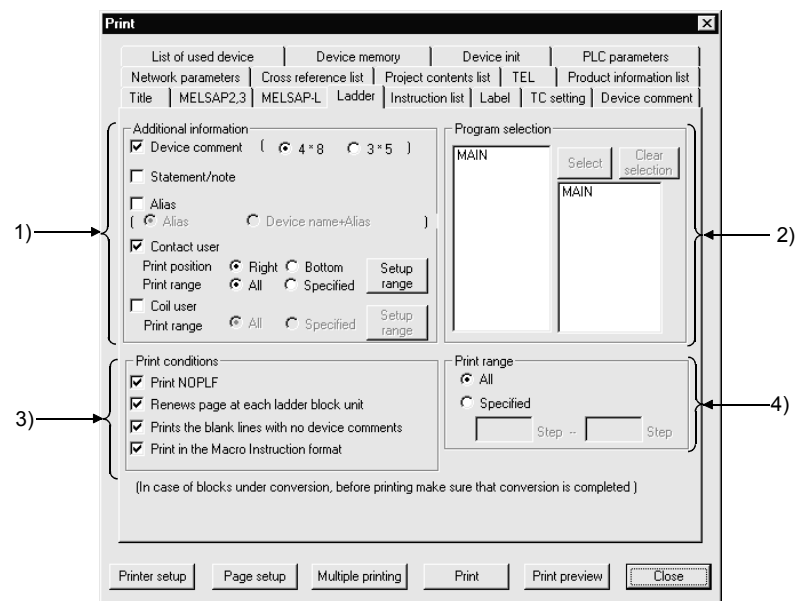 Print
List of used device Device memory Device init PLC parameters
Network parameters Cross reference list Project contents list TEL Product information list
Title MELSAP2,3 MELSAP-L Ladder Instruction list Label TC setting Device comment
1)
Additional information
Device comment ( 4*8 3*5 )
Statement/note
Alias
( Alias Device name+Alias )
Contact user
Print position Right Bottom
Print range All Specified
Setup range
Coil user
Print range All Specified
Setup range
2)
Program selection
MAIN
Select
Clear selection
MAIN
3)
Print conditions
Print NOPLF
Renews page at each ladder block unit
Prints the blank lines with no device comments
Print in the Macro Instruction format
4)
Print range
All
Specified
Step -- Step
(In case of blocks under conversion, before printing make sure that conversion is completed )
Printer setup Page setup Multiple printing Print Print preview Close